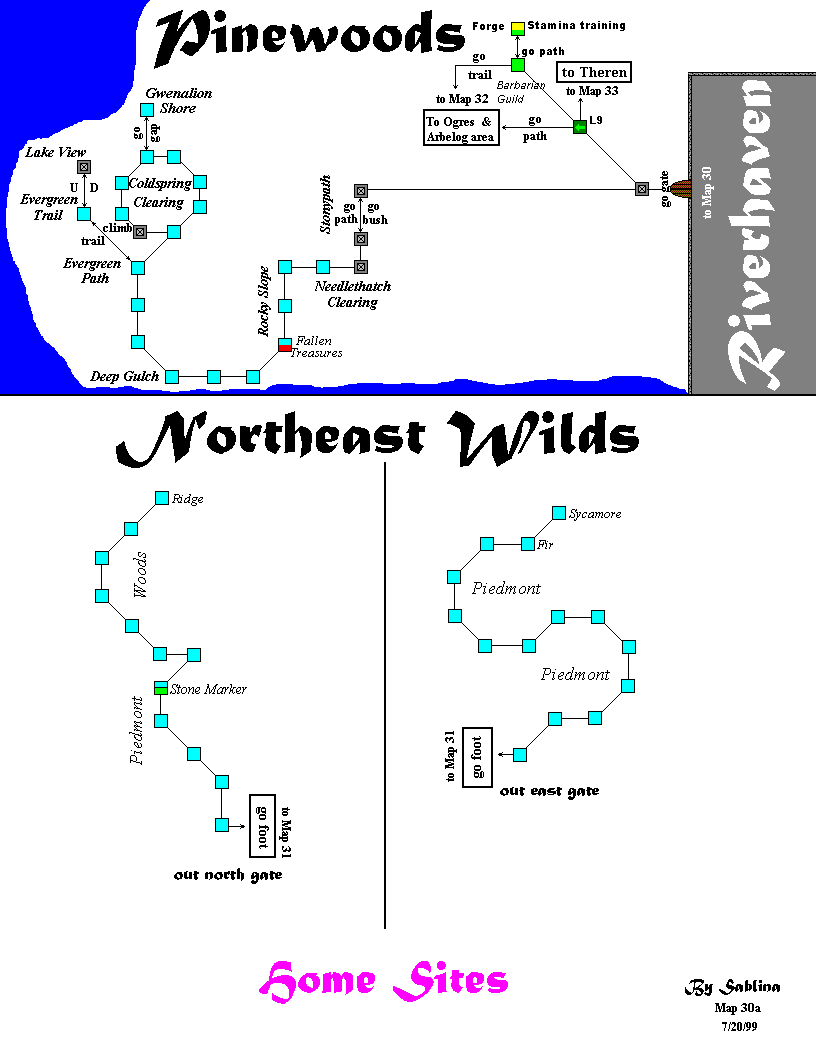 Pinewoods
Forge
Stamina training
go path
go
trail
to Map 32
Barbarian
Guild
to Theren
to Map 33
L9
To Ogres &
Arbelog area
go
path
go gate
to Map 30
Riverhaven
Gwenalion
Shore
go
gap
Lake View
U D
Evergreen
Trail
Coldspring
Clearing
climb
trail
Evergreen
Path
Stonypath
go
path
go
bush
Needlethatch
Clearing
Rocky Slope
Fallen
Treasures
Deep Gulch
Northeast Wilds
Ridge
Woods
Stone Marker
Piedmont
go foot
to Map 31
out north gate
Sycamore
Fir
Piedmont
Piedmont
to Map 31
go foot
out east gate
Home Sites
By Sablina
Map 30a
7/20/99